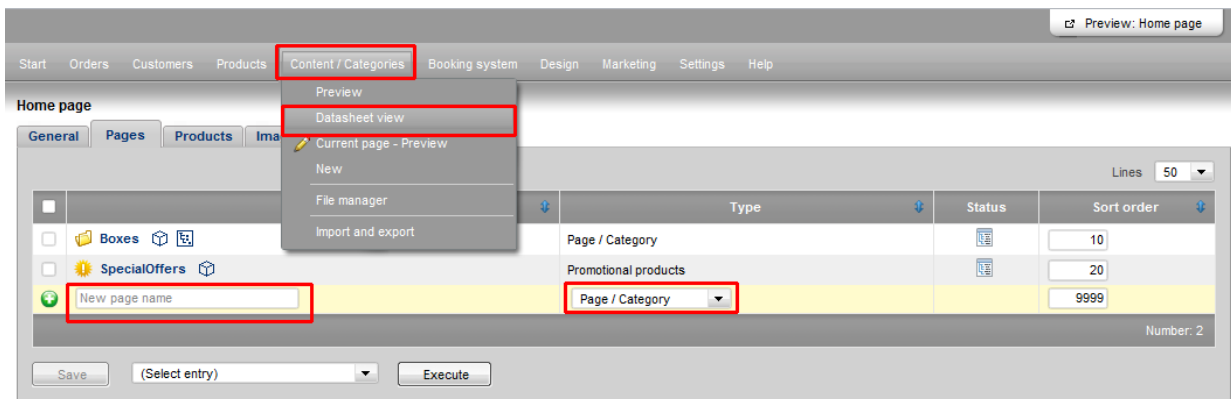 Preview: Home page
Start Orders Customers Products Content / Categories Booking system Design Marketing Settings Help
Preview
Home page
Datasheet view
General Pages Products Ima
Current page - Preview
New
Lines 50
File manager
Type Status Sort order
Import and export
Boxes Page / Category 10
SpecialOffers Promotional products 20
New page name Page / Category 9999
Number: 2
Save (Select entry) Execute